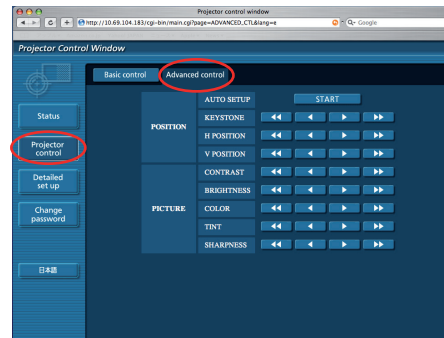 Projector control window
http://10.69.104.183/cgi-bin/main.cgi?page=ADVANCED_CTL&lang=e
Google
Projector Control Window
Basic control
Advanced control
Status
Projector
control
Detailed
set up
Change
password
日本語
POSITION
AUTO SETUP
START
KEYSTONE
H POSITION
V POSITION
PICTURE
CONTRAST
BRIGHTNESS
COLOR
TINT
SHARPNESS